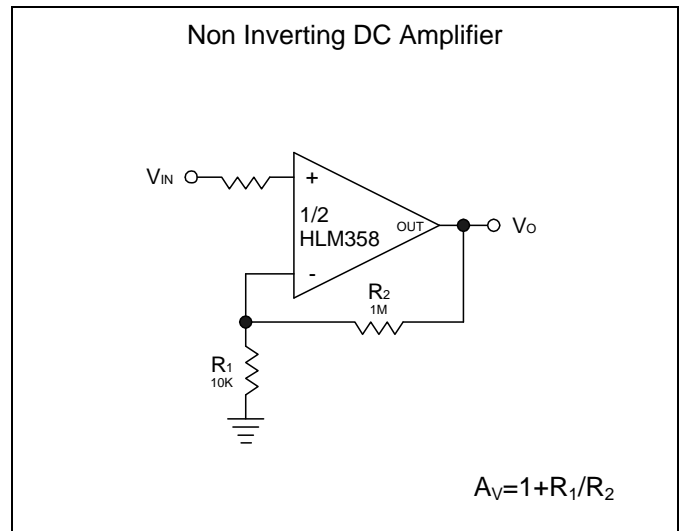 Non Inverting DC Amplifier
VIN
+
1/2
HLM358
OUT
VO
-
R2
1M
R1
10K
AV=1+R1/R2